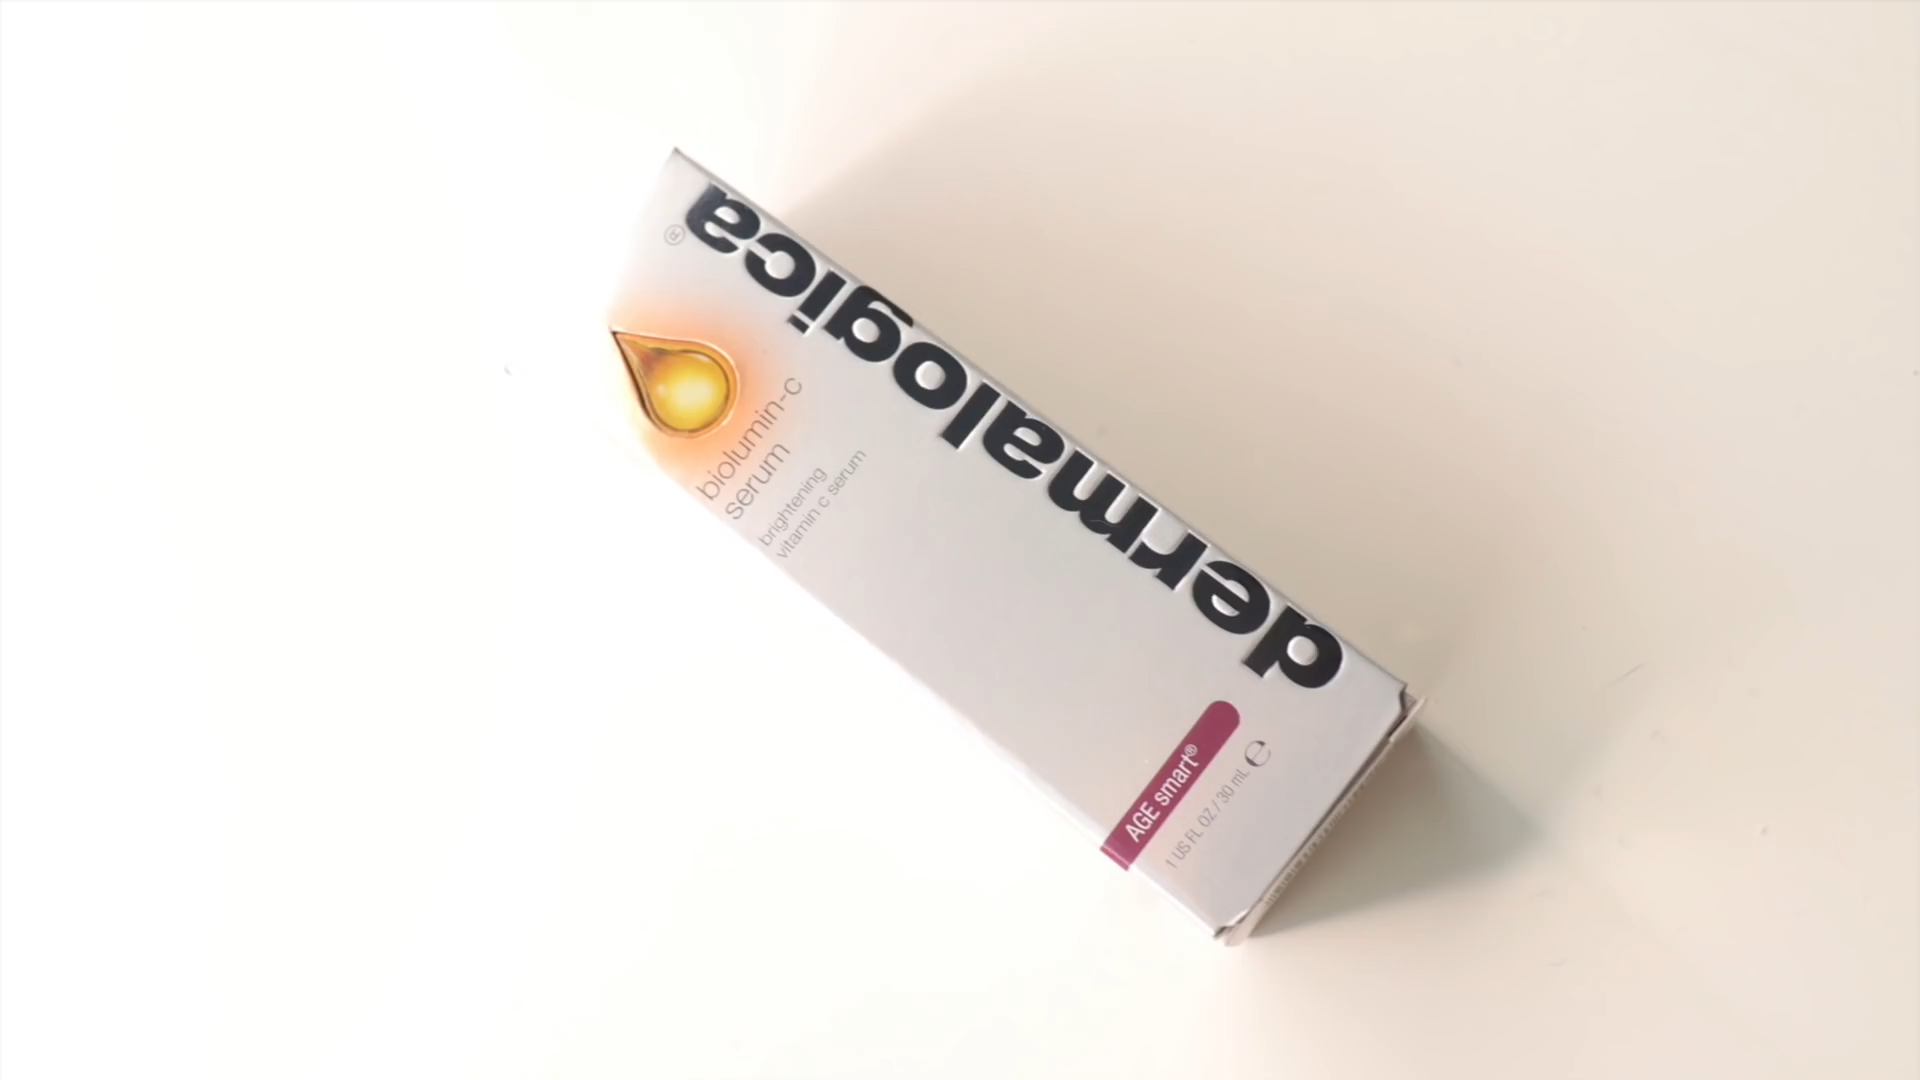 dermalogica®
biolumin-c
serum
brightening
vitamin c serum
AGE smart®
1 US FL OZ / 30 mL ℮